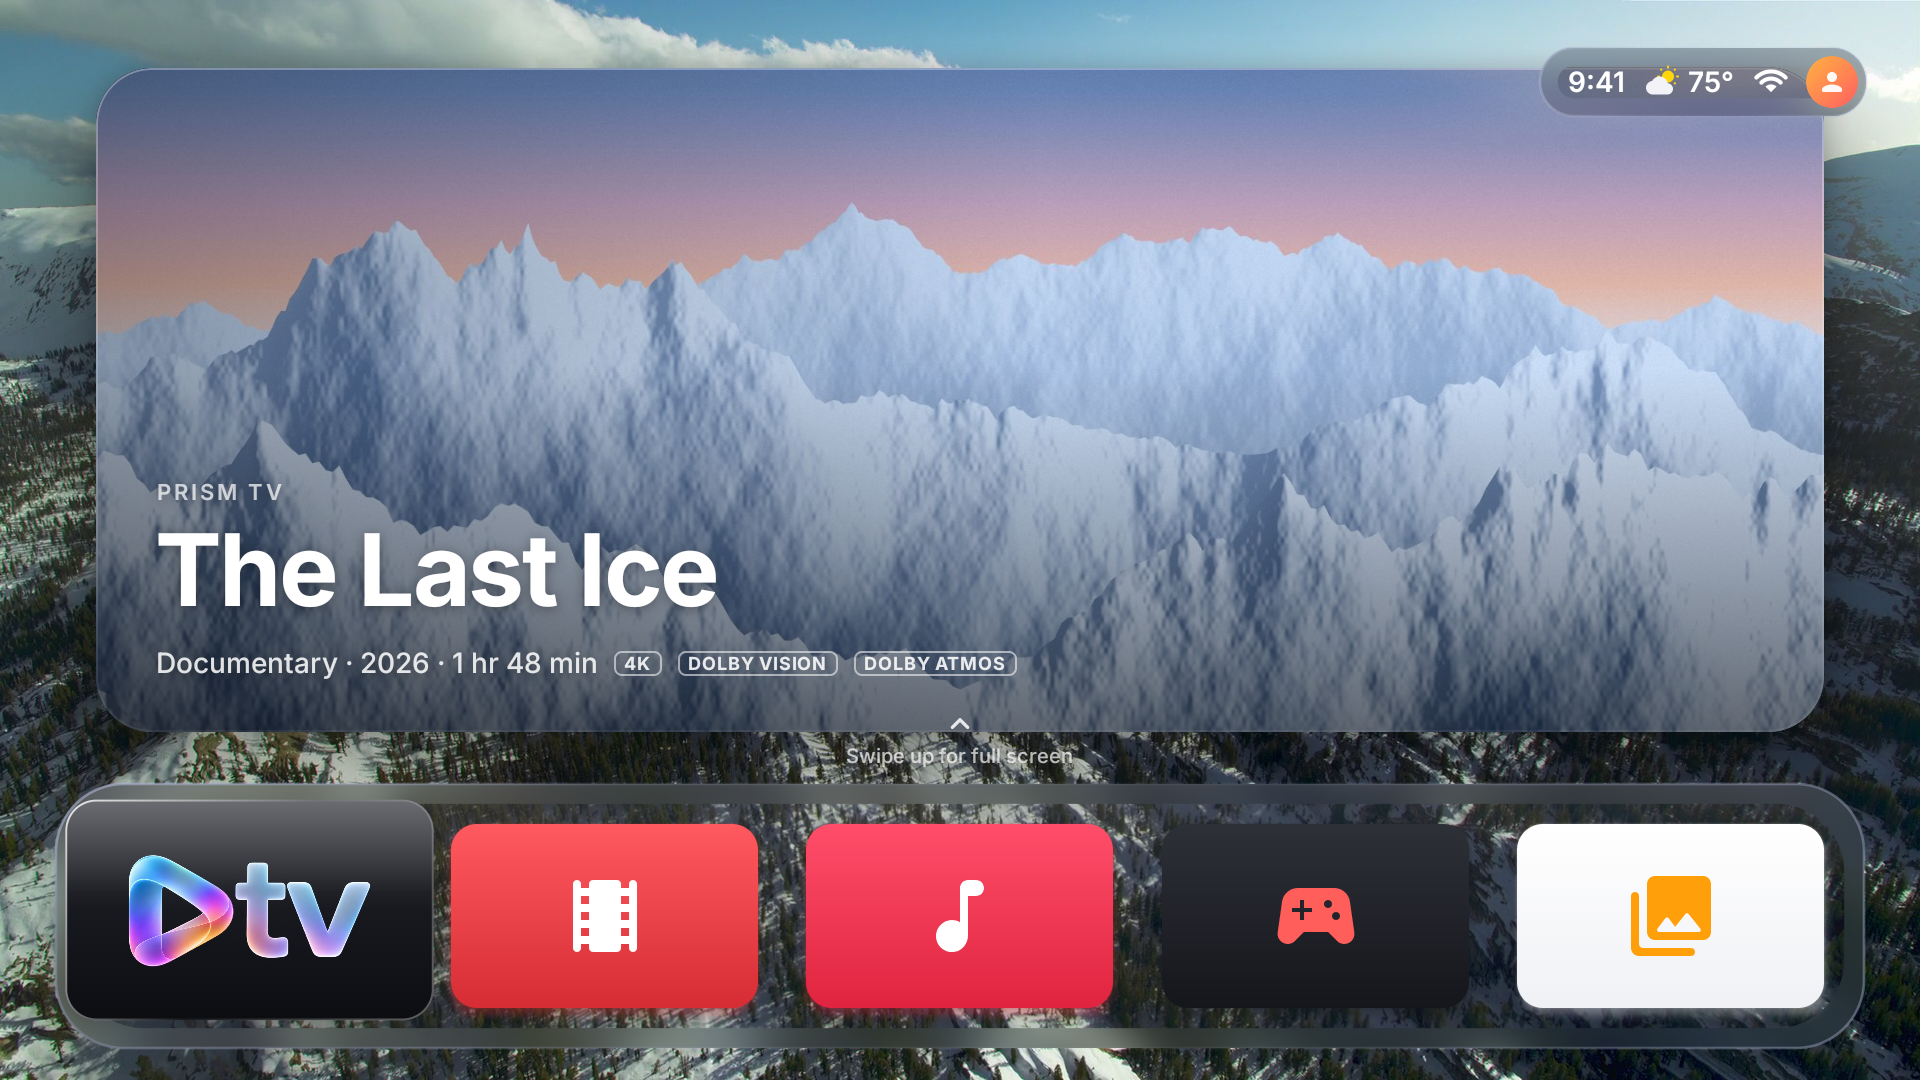 9:41 75°
PRISM TV
The Last Ice
Documentary · 2026 · 1 hr 48 min 4K DOLBY VISION DOLBY ATMOS
Swipe up for full screen
tv